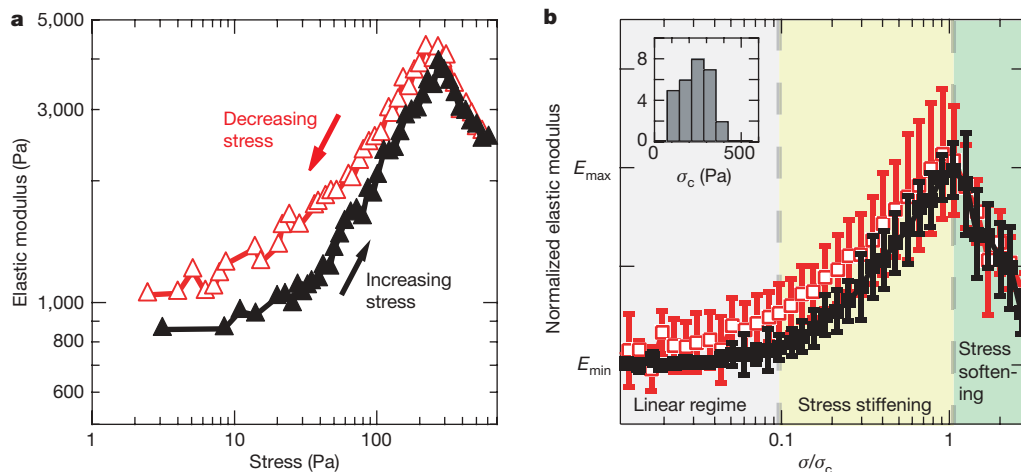 a
5,000
3,000
1,000
800
600
Elastic modulus (Pa)
Decreasing
stress
Increasing
stress
1
10
100
Stress (Pa)
b
Normalized elastic modulus
E_max
E_min
8
6
4
2
0
0
500
σ_c (Pa)
Linear regime
Stress stiffening
Stress
soften-
ing
0.1
1
σ/σ_c